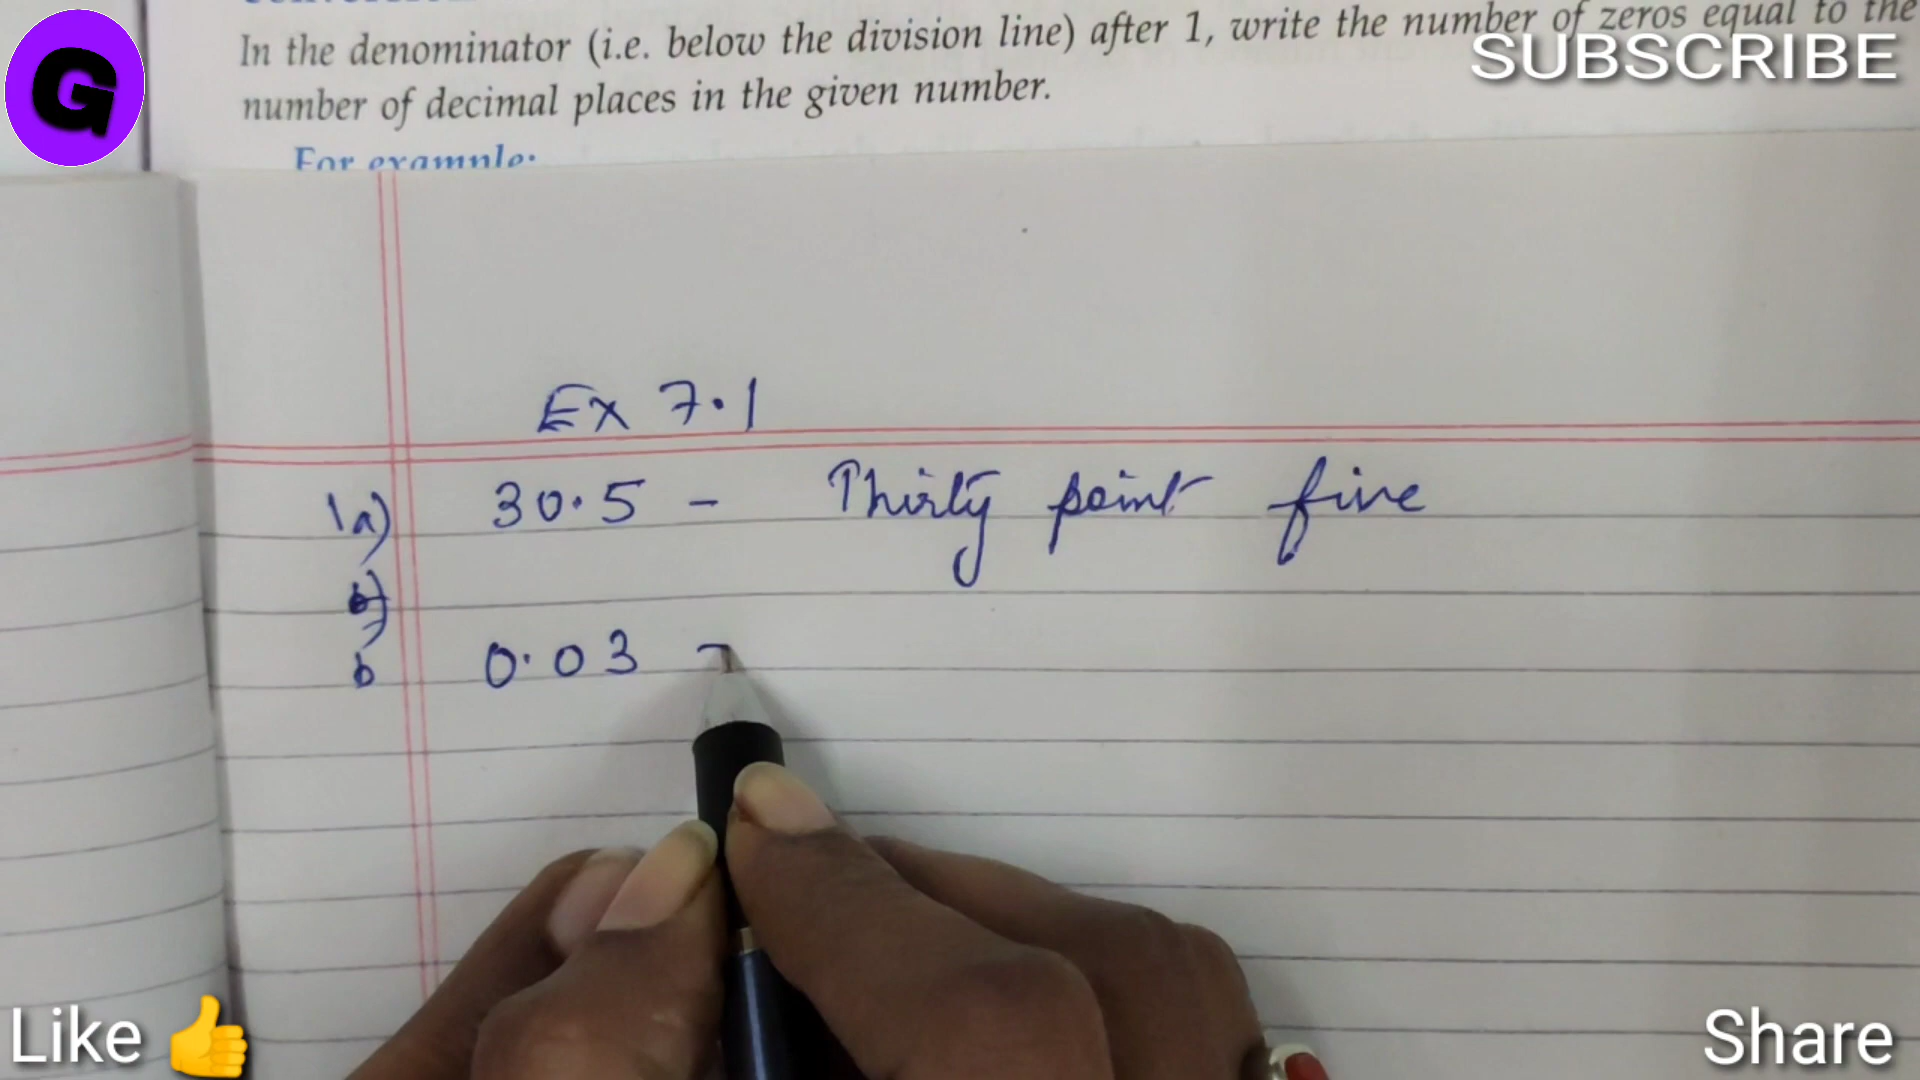 In the denominator (i.e. below the division line) after 1, write the number of zeros equal to the
number of decimal places in the given number.
For example:
G
SUBSCRIBE
Ex 7.1
1a) 30.5 - Thirty point five
b) 0.03 -
Like 👍
Share